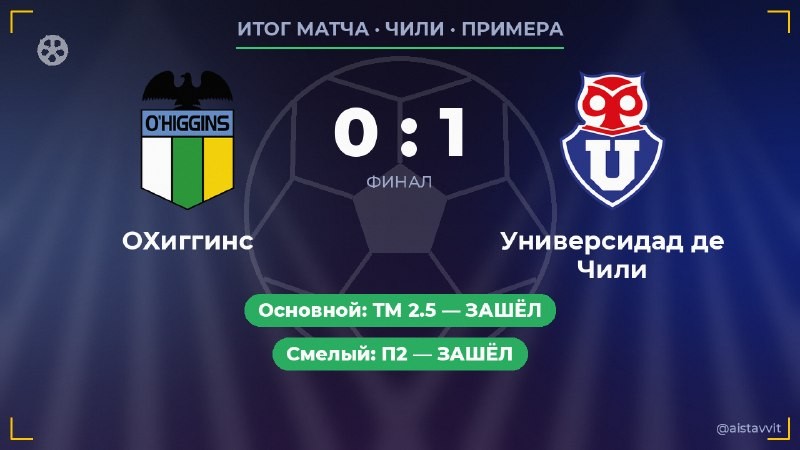 ИТОГ МАТЧА · ЧИЛИ · ПРИМЕРА
O'HIGGINS
0 : 1
U
ФИНАЛ
ОХиггинс
Универсидад де
Чили
Основной: ТМ 2.5 — ЗАШЁЛ
Смелый: П2 — ЗАШЁЛ
@aistavvit